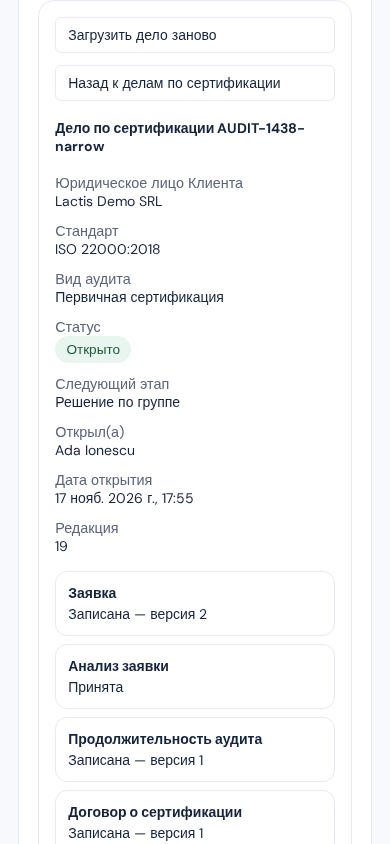 Загрузить дело заново
Назад к делам по сертификации
Дело по сертификации AUDIT-1438-
narrow
Юридическое лицо Клиента
Lactis Demo SRL
Стандарт
ISO 22000:2018
Вид аудита
Первичная сертификация
Статус
Открыто
Следующий этап
Решение по группе
Открыл(а)
Ada Ionescu
Дата открытия
17 нояб. 2026 г., 17:55
Редакция
19
Заявка
Записана — версия 2
Анализ заявки
Принята
Продолжительность аудита
Записана — версия 1
Договор о сертификации
Записана — версия 1